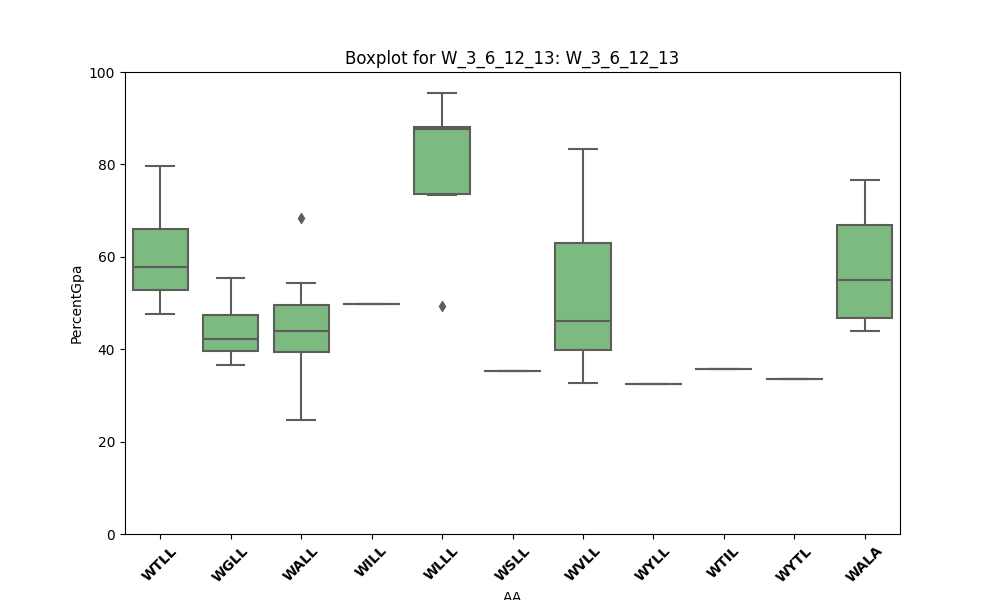 Boxplot for W_3_6_12_13: W_3_6_12_13
100
80
60
40
20
0
PercentGpa
WTLL
WGLL
WALL
WILL
WLLL
WSLL
WVLL
WYLL
WTIL
WYTL
WALA
AA